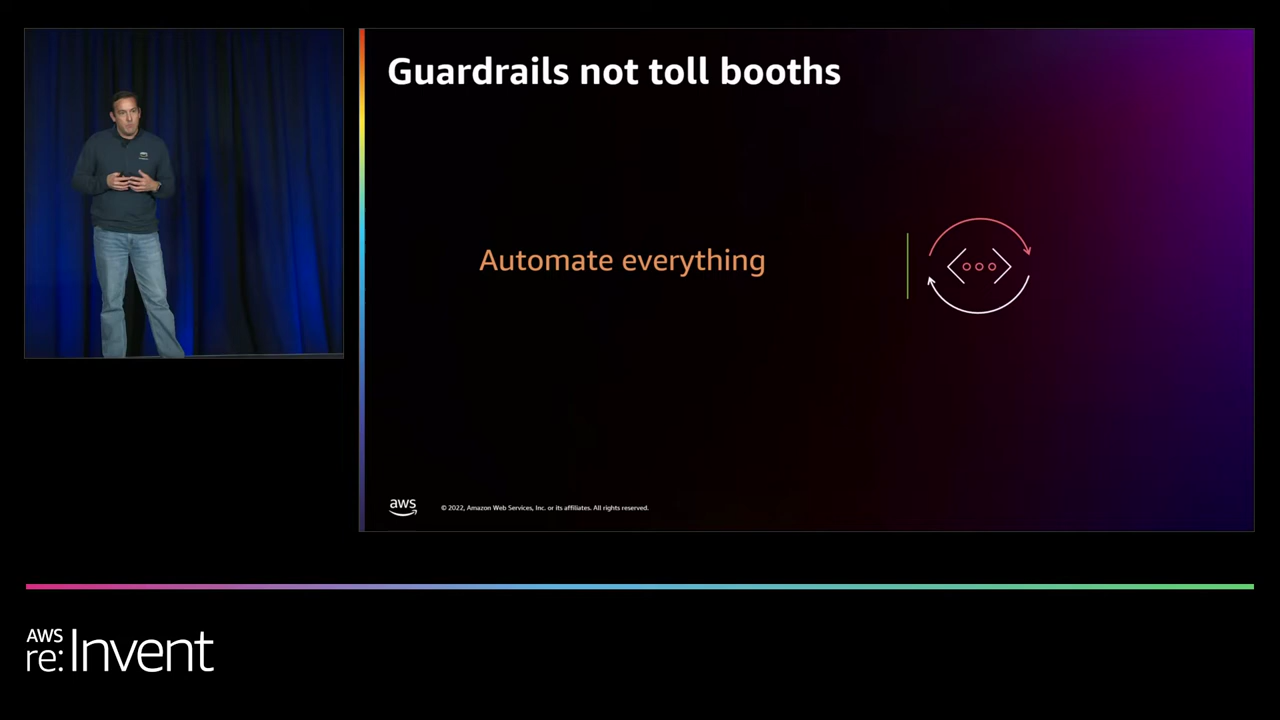 Guardrails not toll booths
Automate everything
aws
© 2022, Amazon Web Services, Inc. or its affiliates. All rights reserved.
AWS
re:Invent